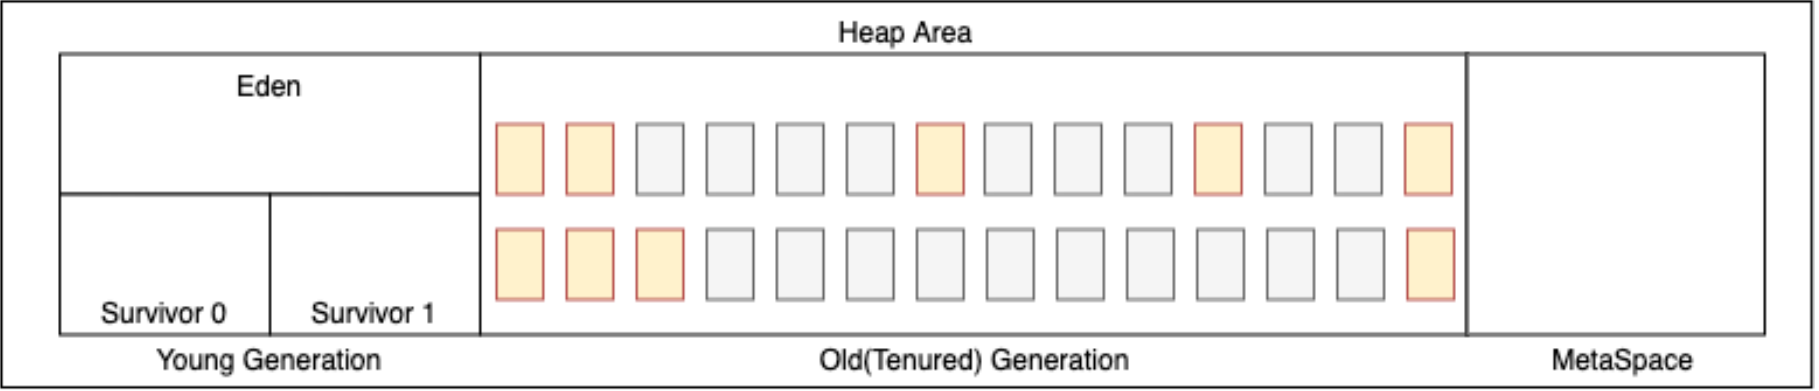 Heap Area
Eden
Survivor 0
Survivor 1
Young Generation
Old(Tenured) Generation
MetaSpace